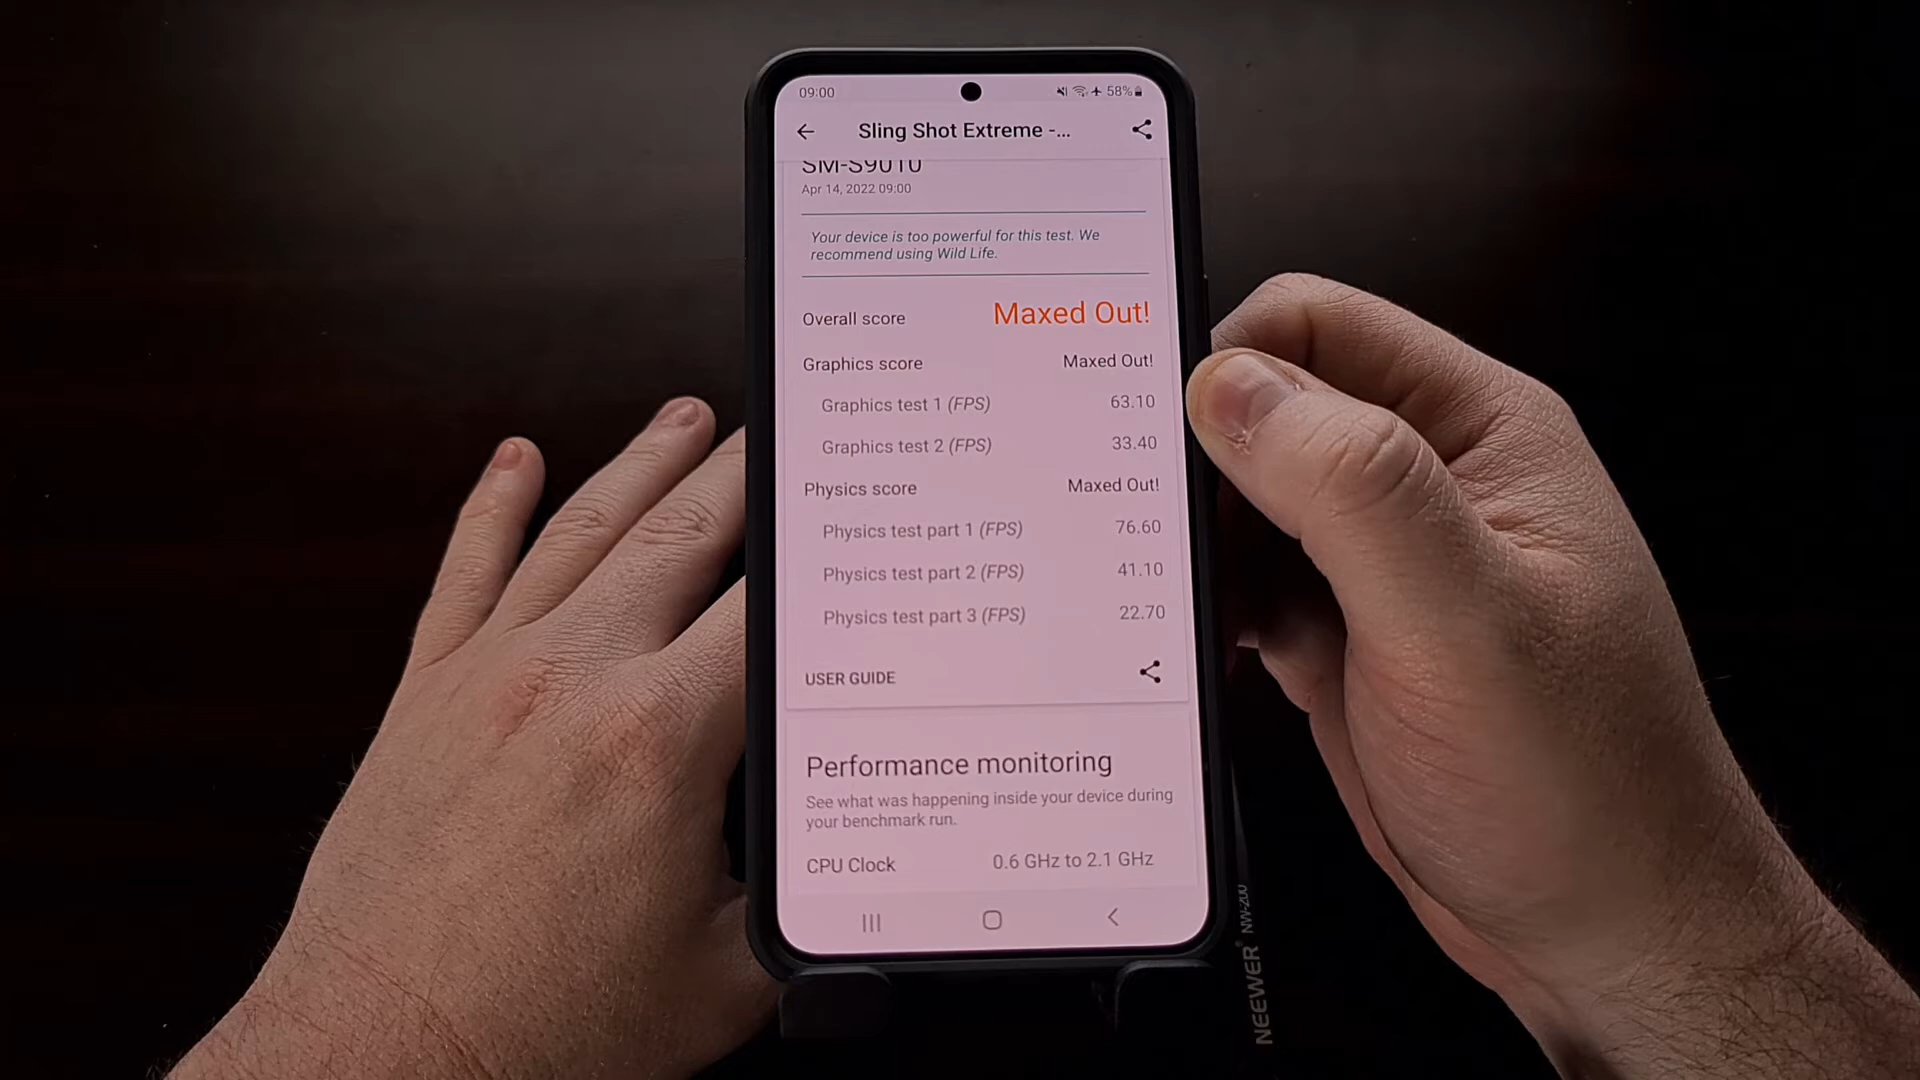 09:00 58%
Sling Shot Extreme -...
SM-S9010
Apr 14, 2022 09:00
Your device is too powerful for this test. We
recommend using Wild Life.
Overall score Maxed Out!
Graphics score Maxed Out!
Graphics test 1 (FPS) 63.10
Graphics test 2 (FPS) 33.40
Physics score Maxed Out!
Physics test part 1 (FPS) 76.60
Physics test part 2 (FPS) 41.10
Physics test part 3 (FPS) 22.70
USER GUIDE
Performance monitoring
See what was happening inside your device during
your benchmark run.
CPU Clock 0.6 GHz to 2.1 GHz
NEEWER® NW-200